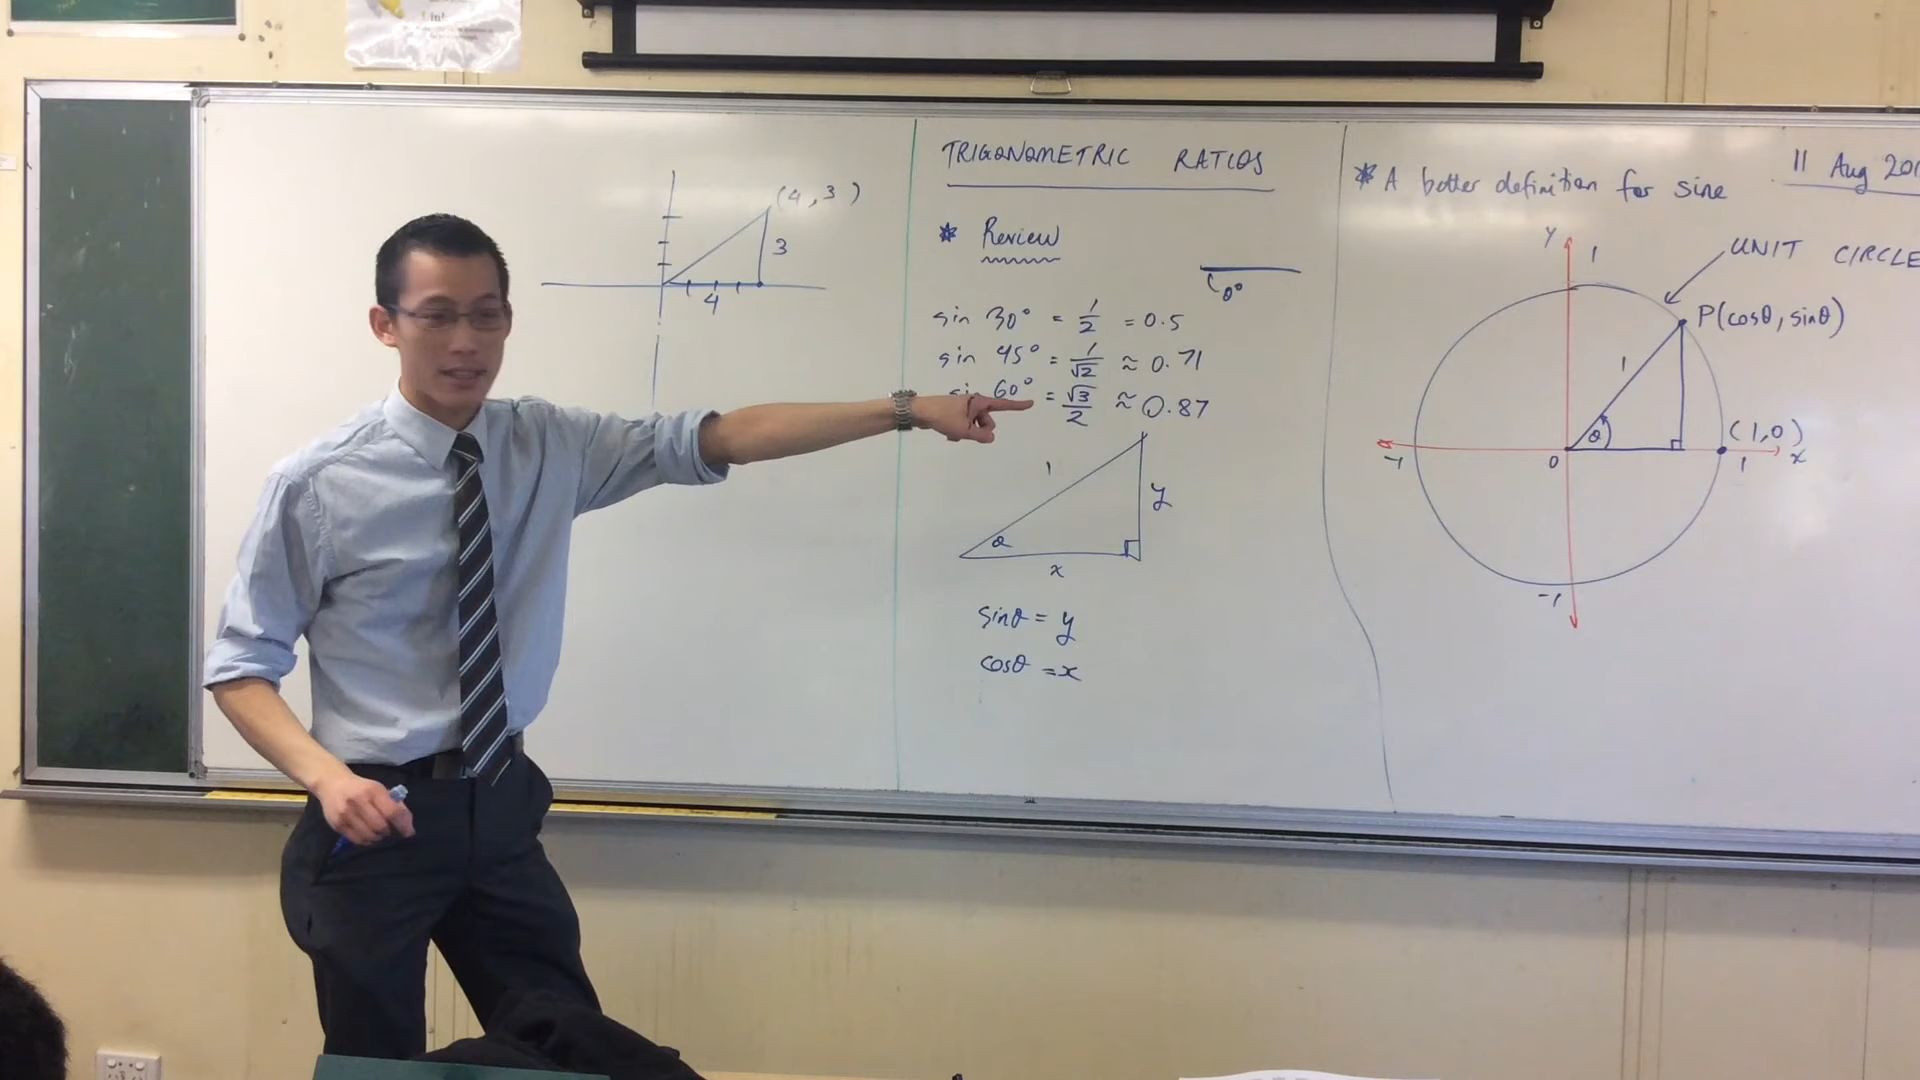 (4,3)
3
4
TRIGONOMETRIC RATIOS
* Review
θ°
sin 30° = 1/2 = 0.5
sin 45° = 1/√2 ≈ 0.71
sin 60° = √3/2 ≈ 0.87
1
y
θ
x
sinθ = y
cosθ = x
11 Aug
* A better definition for sine
y
1
UNIT CIRCLE
P(cosθ, sinθ)
1
θ
(1,0)
-1
0
1
x
-1